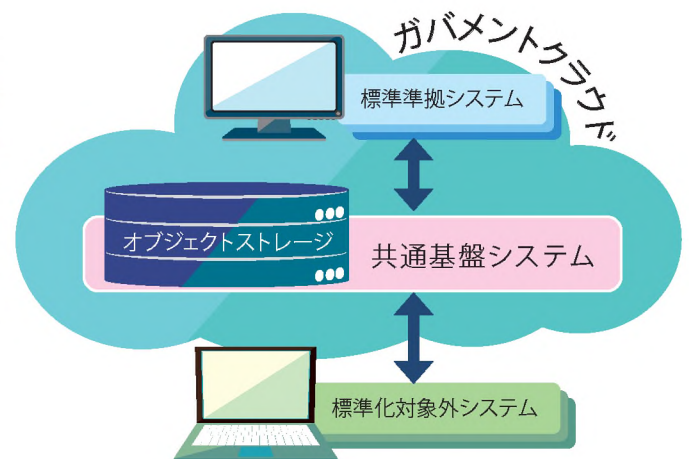 ガバメントクラウド
標準準拠システム
オブジェクトストレージ
共通基盤システム
標準化対象外システム